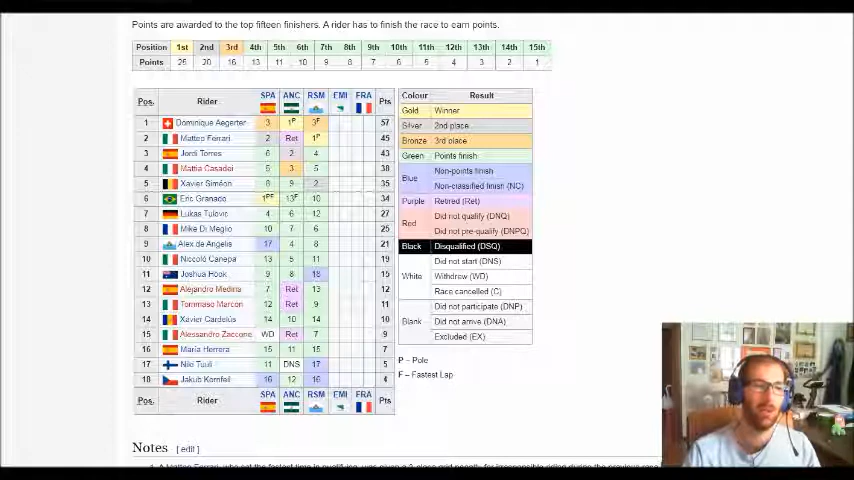 Points are awarded to the top fifteen finishers. A rider has to finish the race to earn points.
Position 1st 2nd 3rd 4th 5th 6th 7th 8th 9th 10th 11th 12th 13th 14th 15th
Points 25 20 16 13 11 10 9 8 7 6 5 4 3 2 1
Pos. Rider SPA ANC RSM EMI FRA Pts
1 Dominique Aegerter 3 1P 3F 57
2 Matteo Ferrari 2 Ret 1P 45
3 Jordi Torres 6 2 4 43
4 Mattia Casadei 5 3 5 38
5 Xavier Siméon 8 9 2 35
6 Eric Granado 1PF 13F 10 34
7 Lukas Tulovic 4 6 12 27
8 Mike Di Meglio 10 7 6 25
9 Alex de Angelis 17 4 8 21
10 Niccolò Canepa 13 5 11 19
11 Joshua Hook 9 8 18 15
12 Alejandro Medina 7 Ret 13 12
13 Tommaso Marcon 12 Ret 9 11
14 Xavier Cardelús 14 10 14 10
15 Alessandro Zaccone WD Ret 7 9
16 María Herrera 15 11 15 7
17 Niki Tuuli 11 DNS 17 5
18 Jakub Kornfeil 16 12 16 4
Pos. Rider SPA ANC RSM EMI FRA Pts
Colour Result
Gold Winner
Silver 2nd place
Bronze 3rd place
Green Points finish
Blue Non-points finish
Non-classified finish (NC)
Purple Retired (Ret)
Red Did not qualify (DNQ)
Did not pre-qualify (DNPQ)
Black Disqualified (DSQ)
White Did not start (DNS)
Withdrew (WD)
Race cancelled (C)
Blank Did not participate (DNP)
Did not arrive (DNA)
Excluded (EX)
P – Pole
F – Fastest Lap
Notes [ edit ]